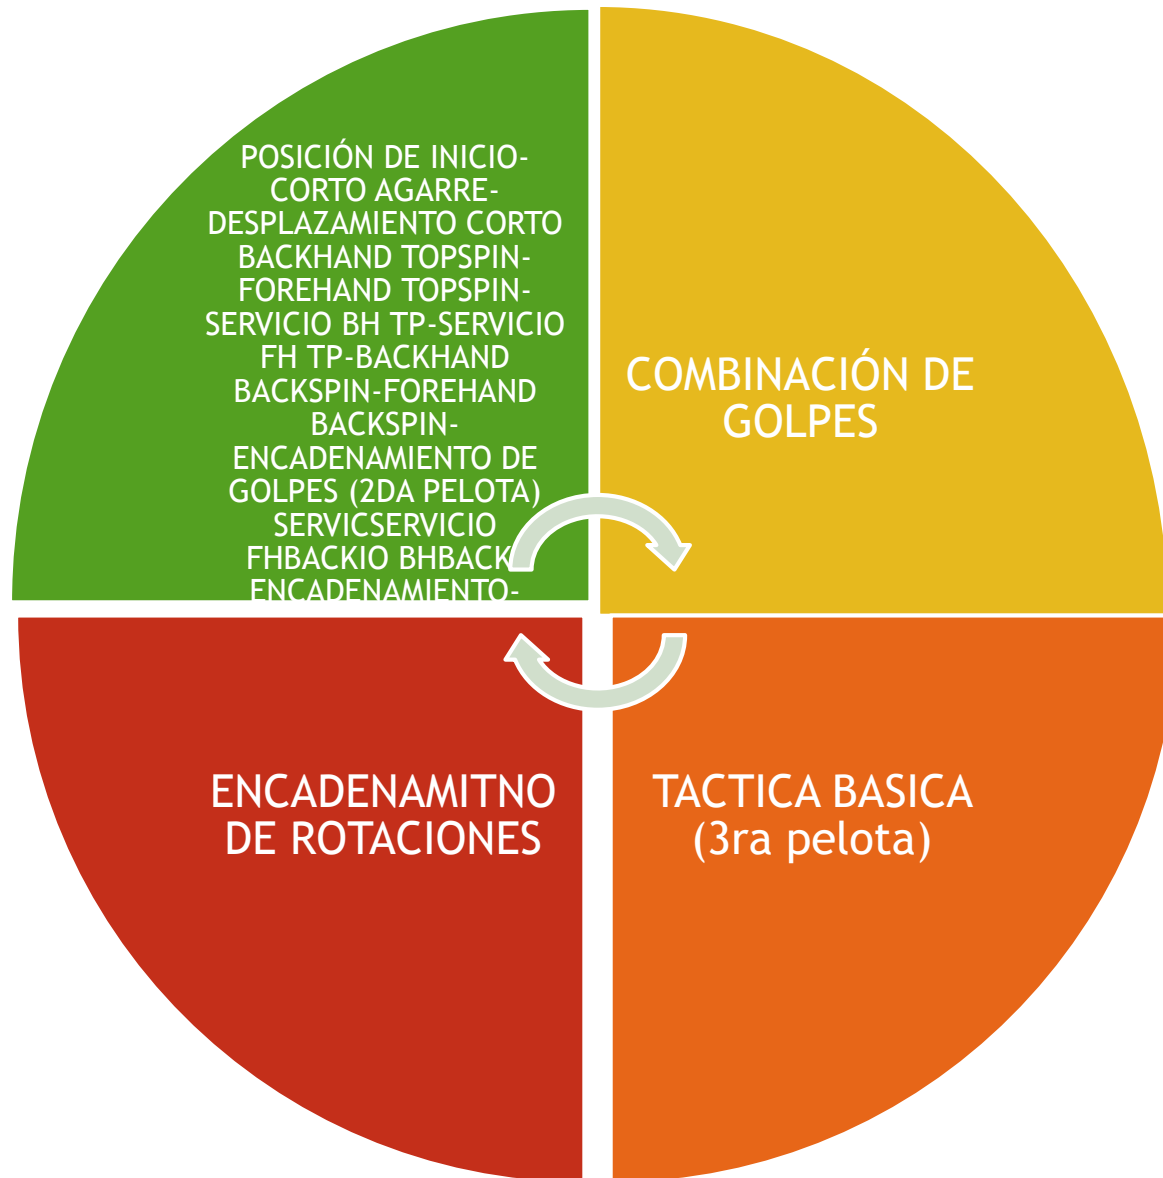 POSICIÓN DE INICIO-
CORTO AGARRE-
DESPLAZAMIENTO CORTO
BACKHAND TOPSPIN-
FOREHAND TOPSPIN-
SERVICIO BH TP-SERVICIO
FH TP-BACKHAND
BACKSPIN-FOREHAND
BACKSPIN-
ENCADENAMIENTO DE
GOLPES (2DA PELOTA)
SERVICSERVICIO
FHBACKIO BHBACK
ENCADENAMIENTO-
COMBINACIÓN DE
GOLPES
ENCADENAMITNO
DE ROTACIONES
TACTICA BASICA
(3ra pelota)